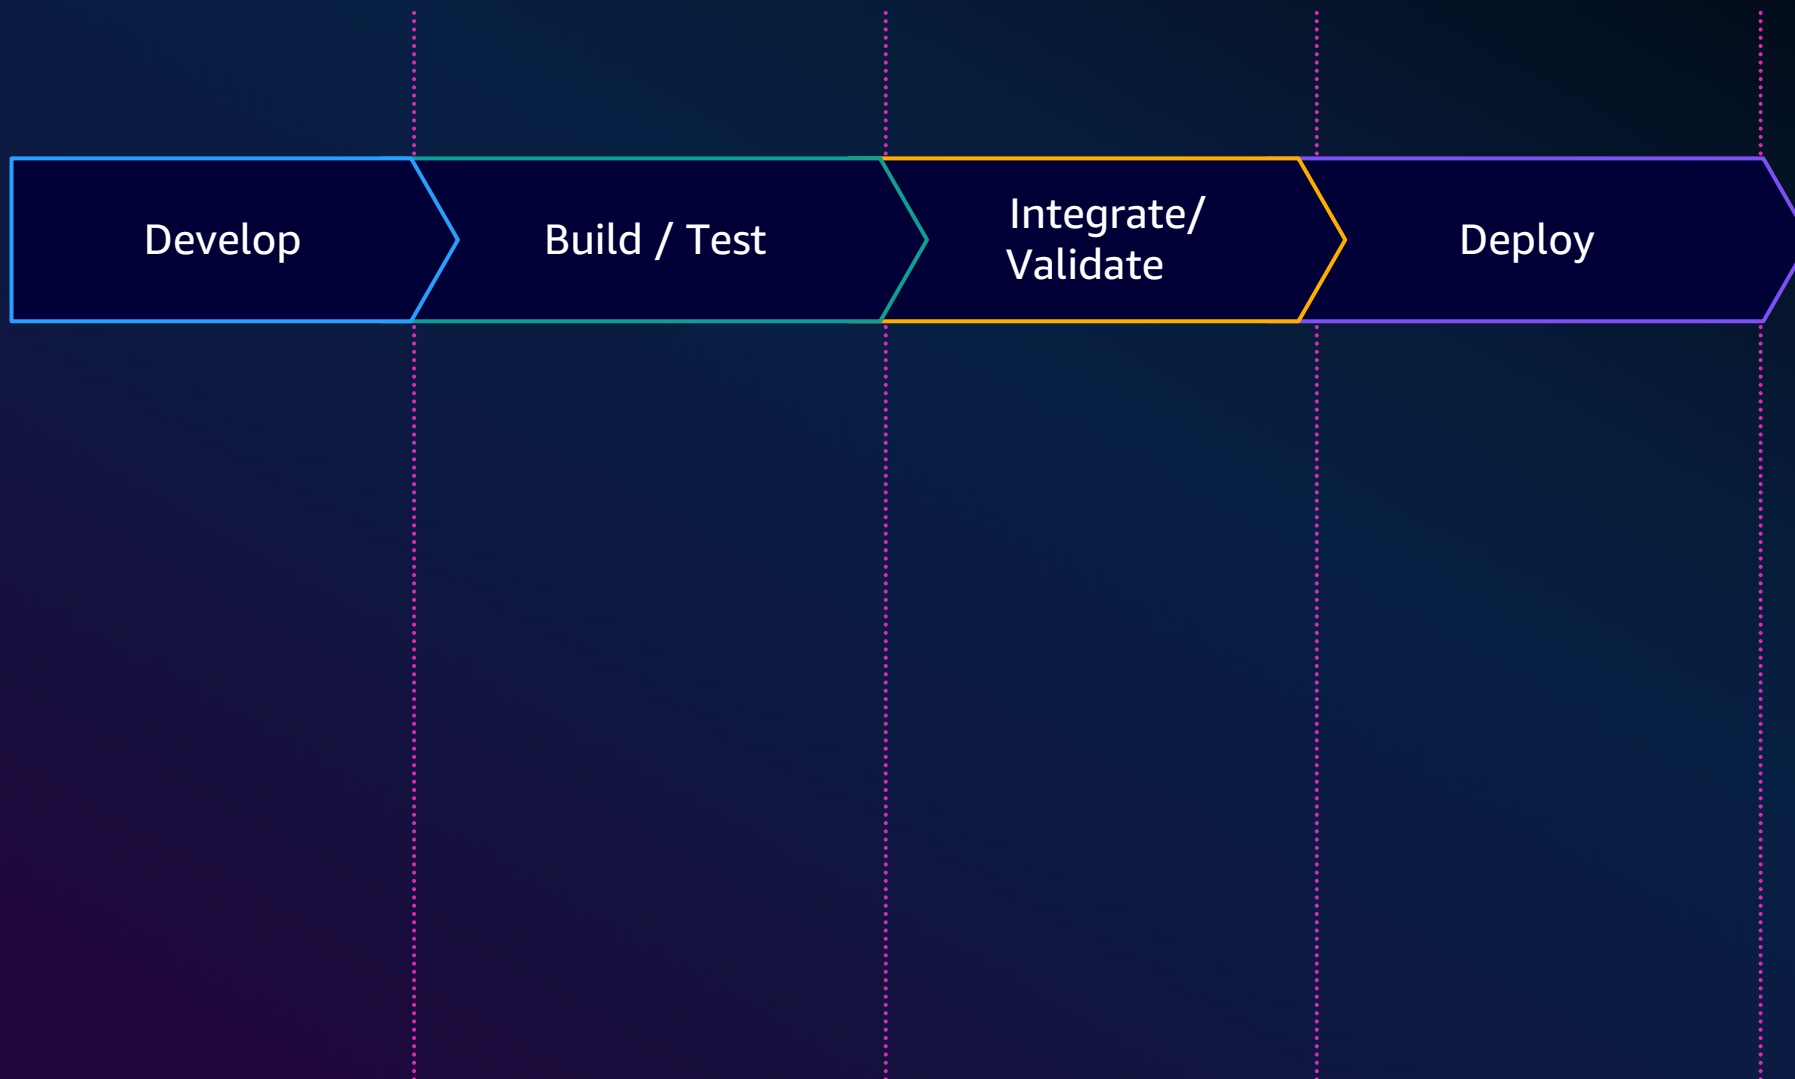 Develop
Build / Test
Integrate/
Validate
Deploy